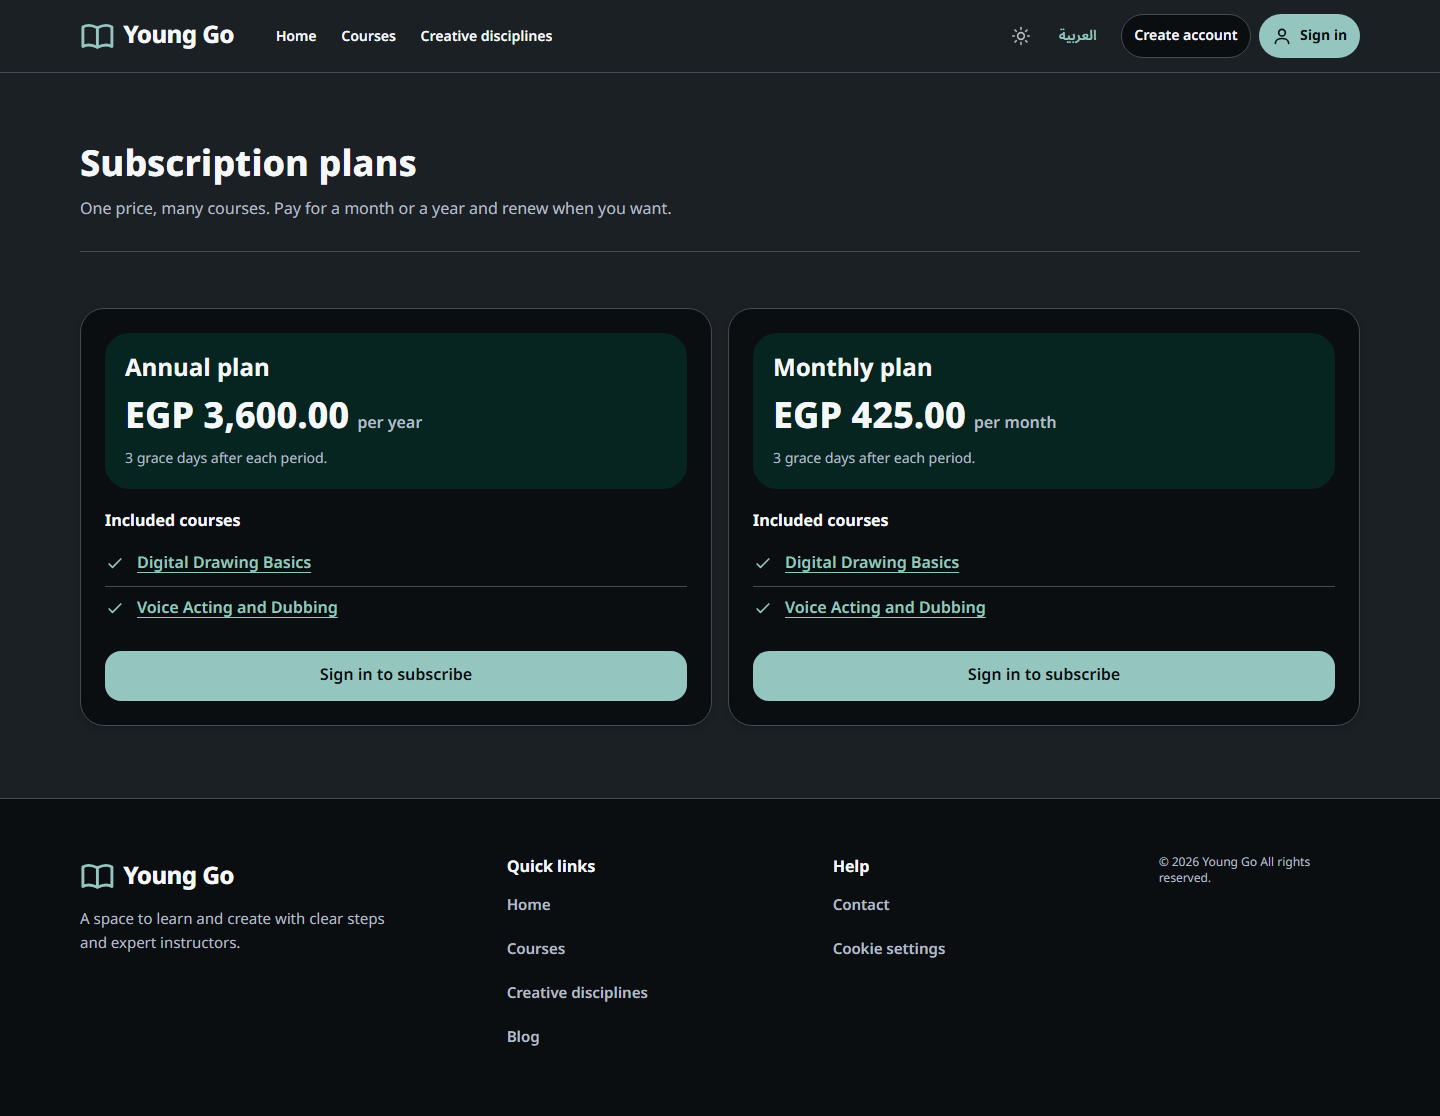 Young Go
Home
Courses
Creative disciplines
العربية
Create account
Sign in
Subscription plans
One price, many courses. Pay for a month or a year and renew when you want.
Annual plan
EGP 3,600.00 per year
3 grace days after each period.
Included courses
Digital Drawing Basics
Voice Acting and Dubbing
Sign in to subscribe
Monthly plan
EGP 425.00 per month
3 grace days after each period.
Included courses
Digital Drawing Basics
Voice Acting and Dubbing
Sign in to subscribe
Young Go
A space to learn and create with clear steps
and expert instructors.
Quick links
Home
Courses
Creative disciplines
Blog
Help
Contact
Cookie settings
© 2026 Young Go All rights
reserved.